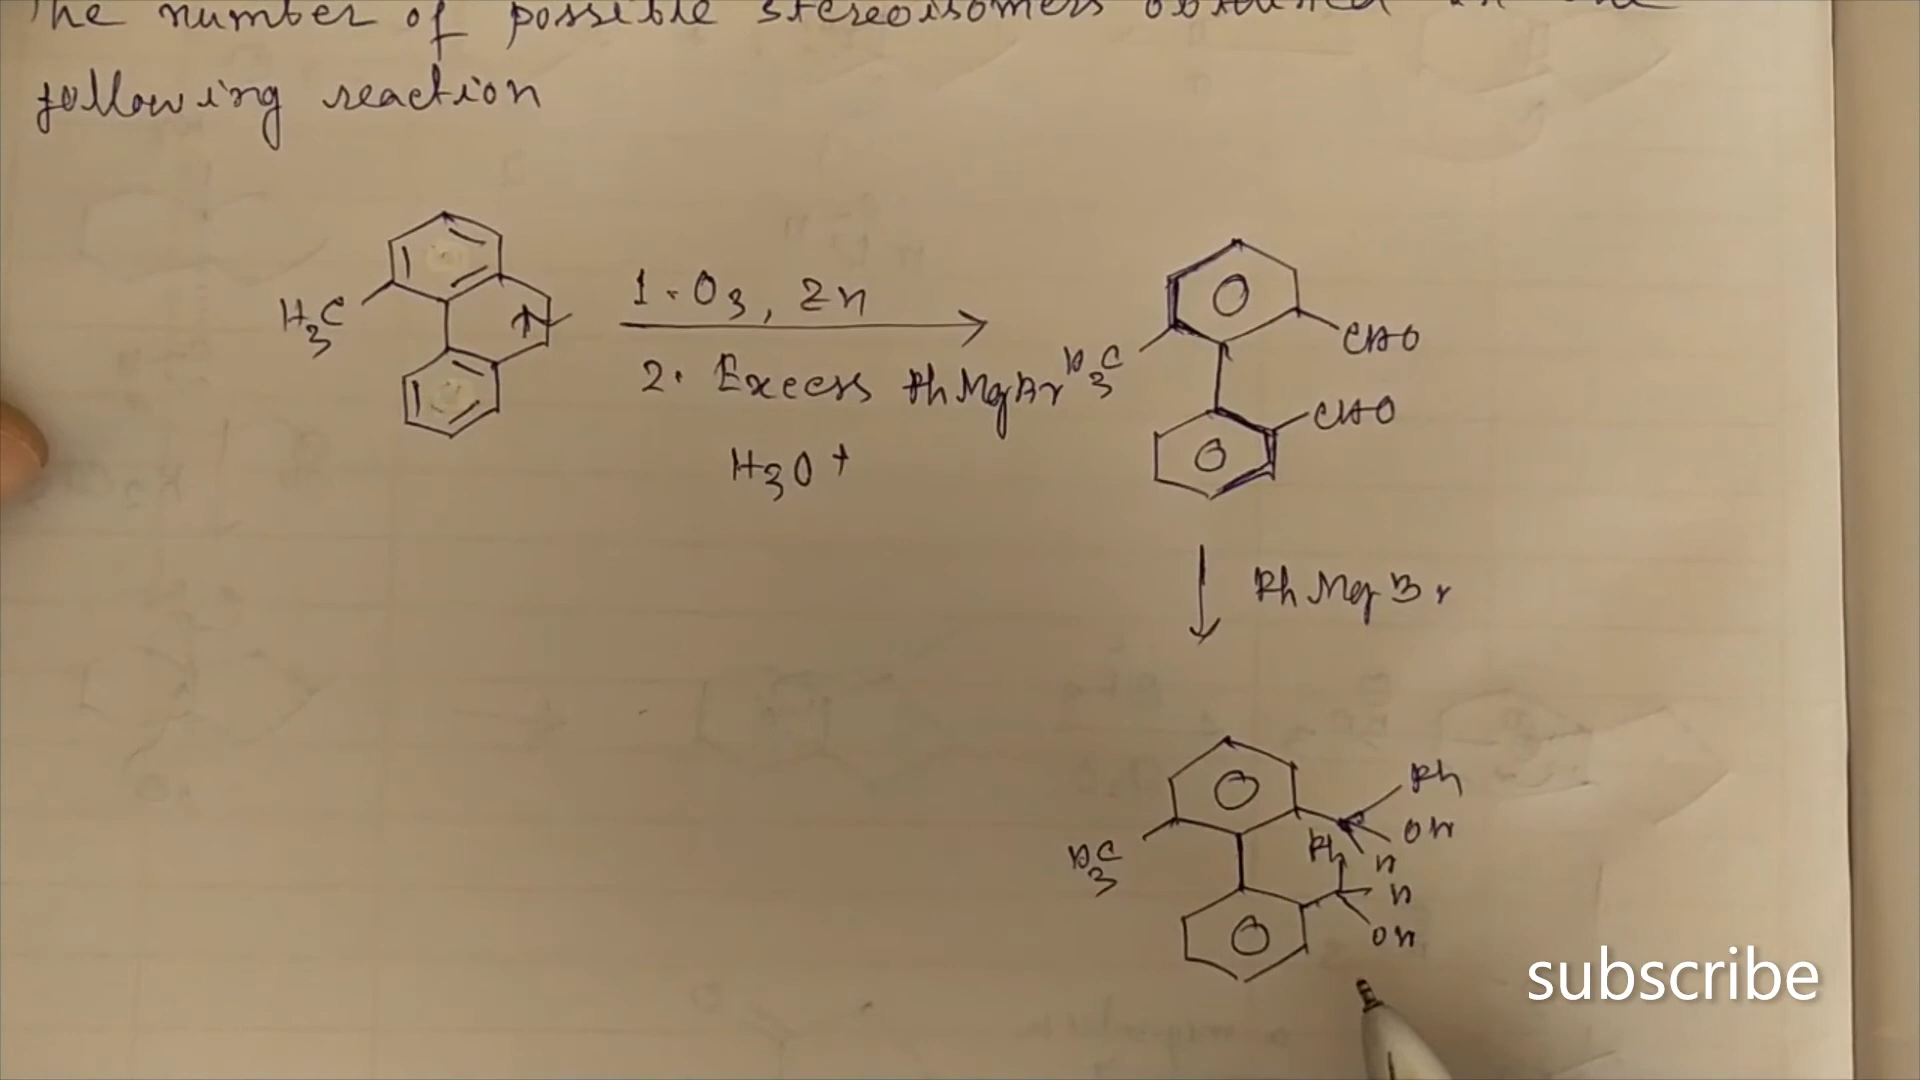 The number of possible stereoisomers obtained in the
following reaction
H3C
1. O3, Zn
2. Excess PhMgBr
H3O+
H3C
CHO
CHO
PhMgBr
Ph
OH
H
H3C
Ph
H
OH
subscribe